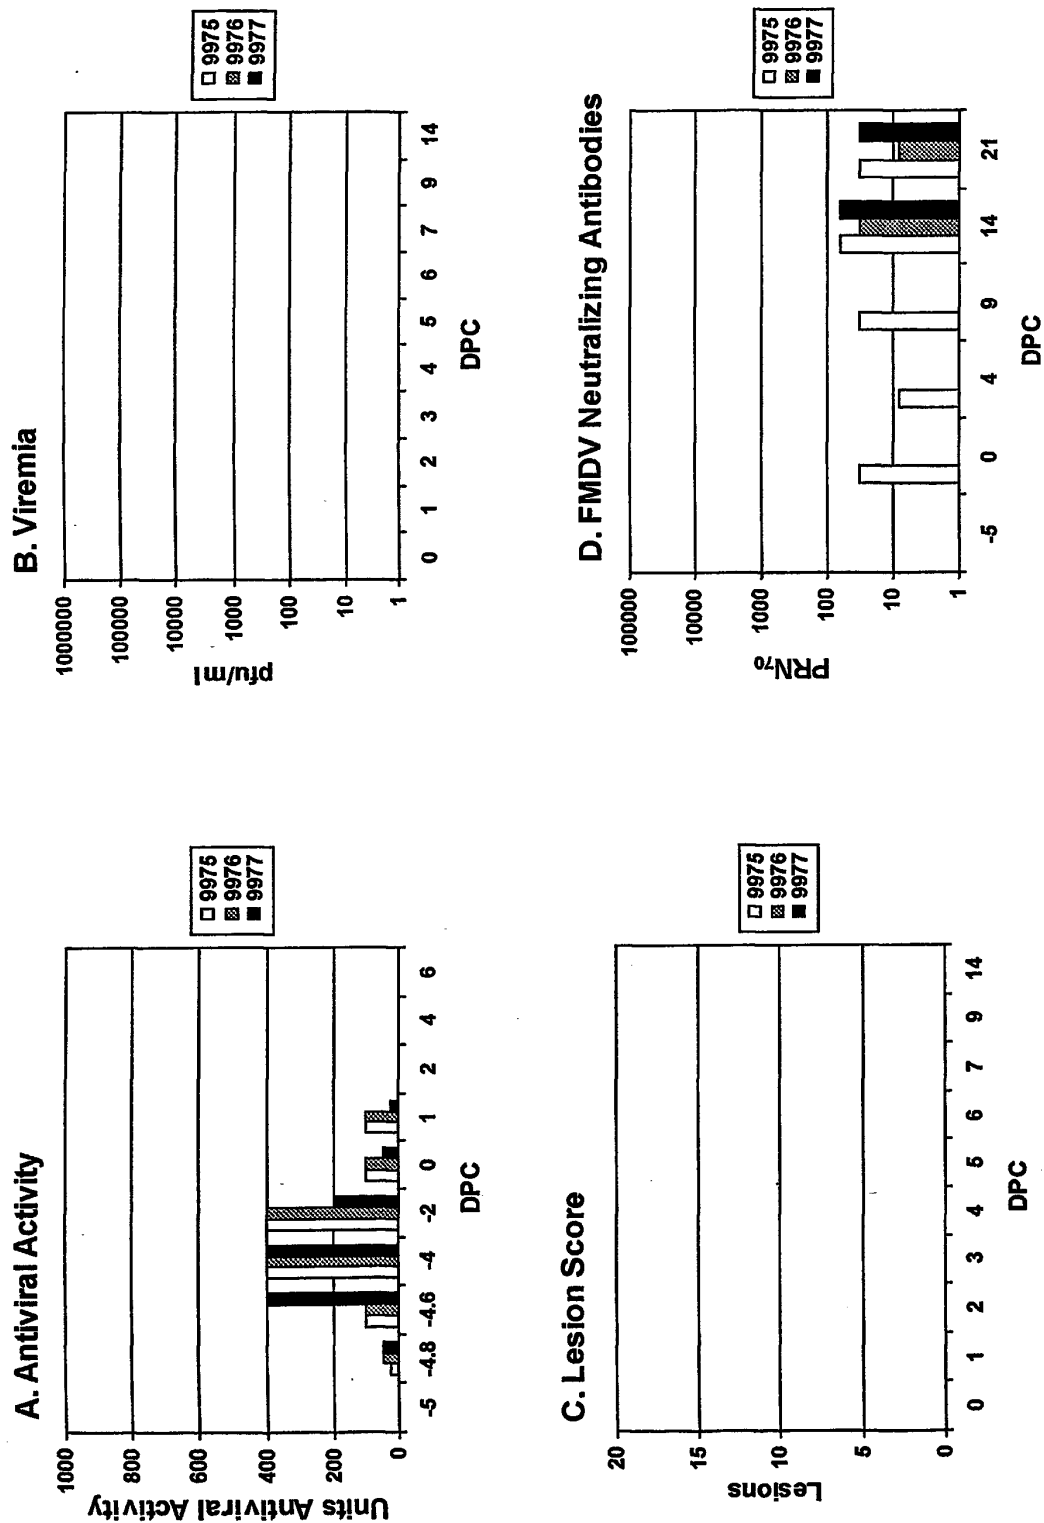 A. Antiviral Activity
Units Antiviral Activity
1000
800
600
400
200
0
-5 -4.8 -4.6 -4 -2 0 1 2 4 6
DPC
9975
9976
9977
B. Viremia
pfu/ml
1000000
100000
10000
1000
100
10
1
0 1 2 3 4 5 6 7 9 14
DPC
9975
9976
9977
C. Lesion Score
Lesions
20
15
10
5
0
0 1 2 3 4 5 6 7 9 14
DPC
9975
9976
9977
D. FMDV Neutralizing Antibodies
PRN70
100000
10000
1000
100
10
1
-5 0 4 9 14 21
DPC
9975
9976
9977